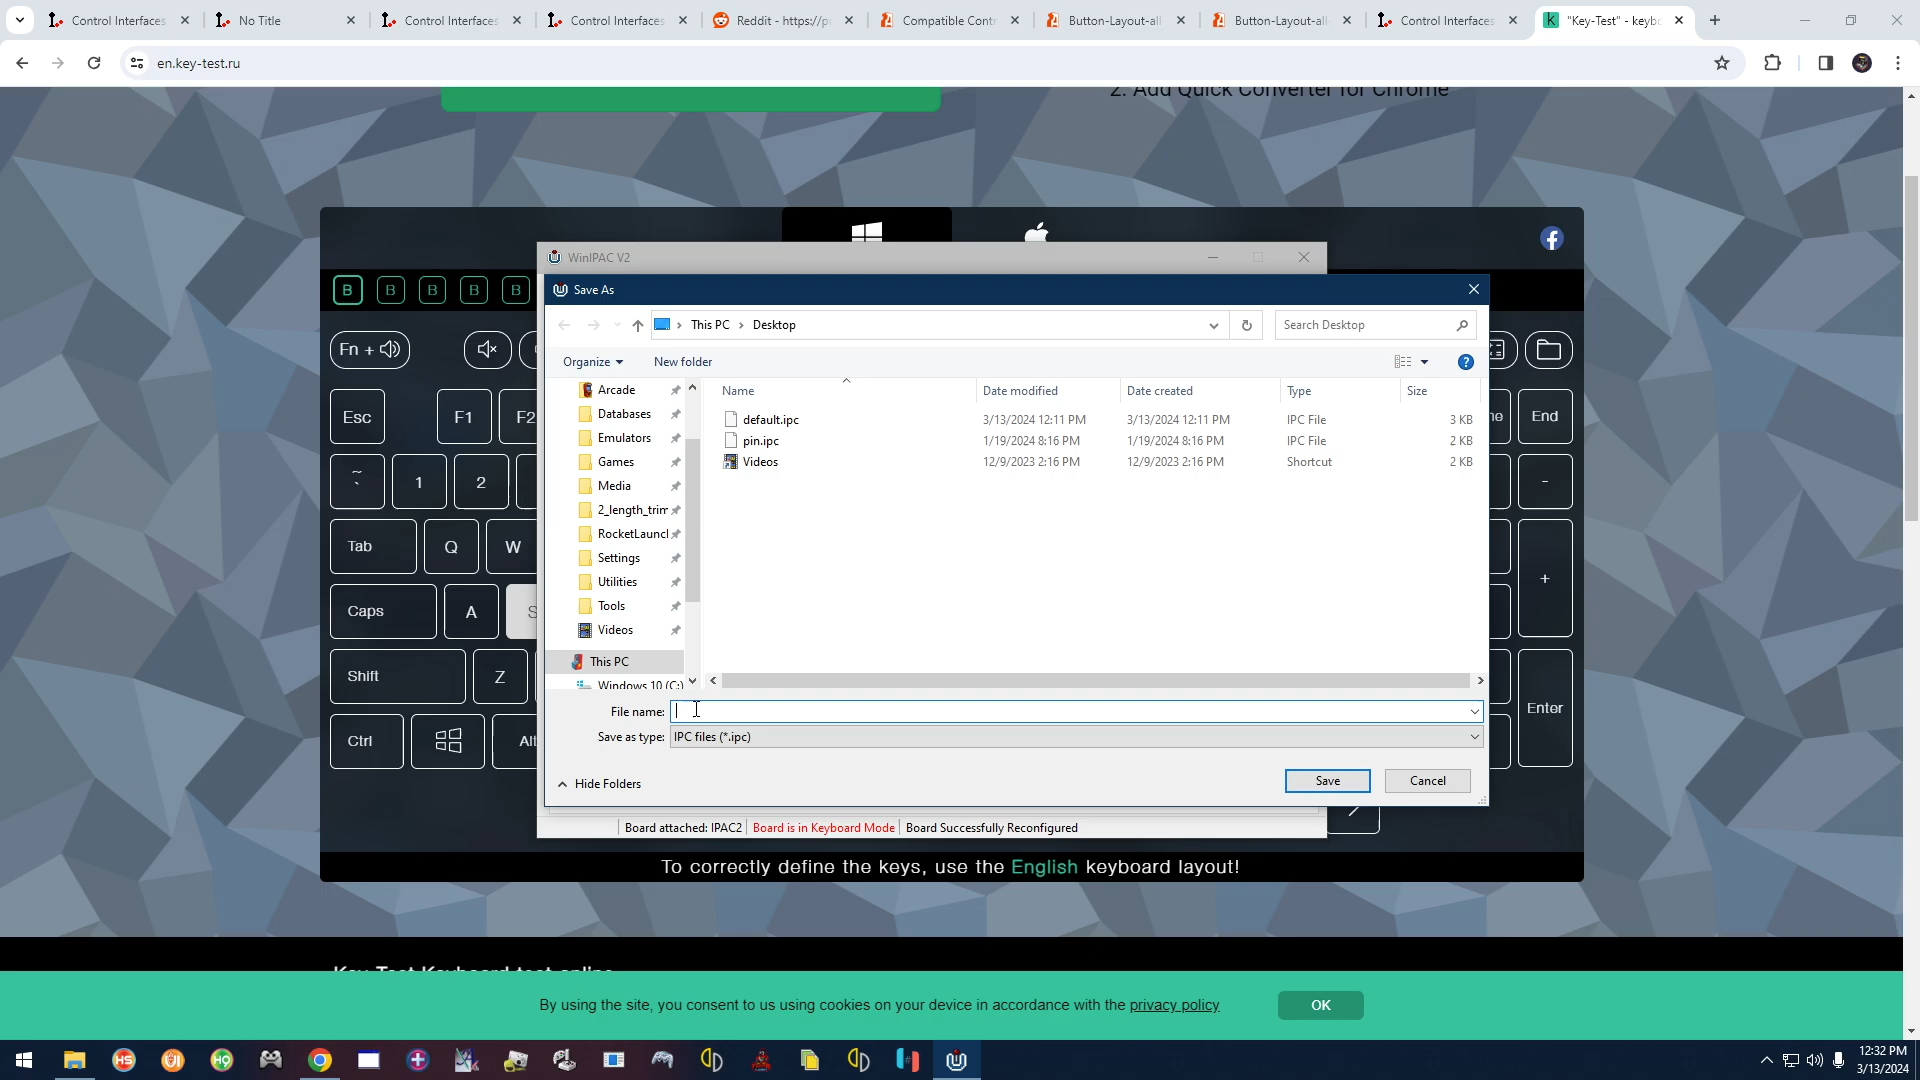 Control Interfaces
No Title
Control Interfaces
Control Interfaces
Reddit - https://p
Compatible Cont
Button-Layout-all
Button-Layout-all
Control Interfaces
"Key-Test" - keybo
en.key-test.ru
2. Add Quick Converter for Chrome
WinIPAC V2
B B B B B
Save As
This PC > Desktop
Search Desktop
Fn +
Organize
New folder
Name
Date modified
Date created
Type
Size
Arcade
Databases
Emulators
Games
Media
2_length_trim
RocketLauncl
Settings
Utilities
Tools
Videos
This PC
Windows 10 (C:)
default.ipc 3/13/2024 12:11 PM 3/13/2024 12:11 PM IPC File 3 KB
pin.ipc 1/19/2024 8:16 PM 1/19/2024 8:16 PM IPC File 2 KB
Videos 12/9/2023 2:16 PM 12/9/2023 2:16 PM Shortcut 2 KB
Esc F1 F2
End
~
` 1 2
-
Tab Q W
+
Caps A S
Shift Z
Enter
Ctrl Alt
File name:
Save as type: IPC files (*.ipc)
Hide Folders
Save
Cancel
Board attached: IPAC2
Board is in Keyboard Mode
Board Successfully Reconfigured
To correctly define the keys, use the English keyboard layout!
Key-Test Keyboard test online
By using the site, you consent to us using cookies on your device in accordance with the privacy policy
OK
12:32 PM
3/13/2024